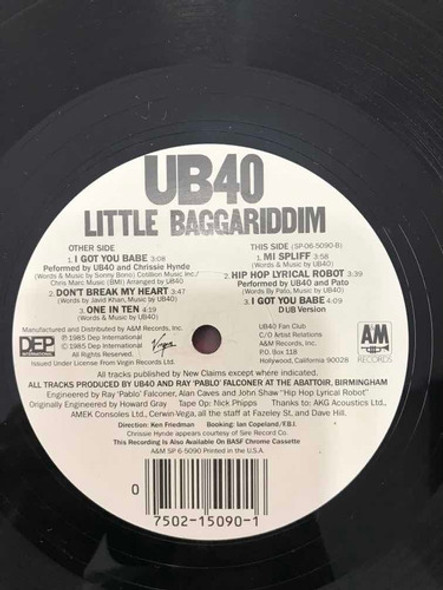 UB40
LITTLE BAGGARIDDIM
OTHER SIDE
1. I GOT YOU BABE 3:08
Peformed by UB40 and Chrissie Hynde
(Words & Music by Sonny Bono) Cotillion Music Inc./
Chris Marc Music (BMI) Arranged by UB40
2. DON'T BREAK MY HEART 3:47
(Words & Music by Javid Khan, Music by UB40)
3. ONE IN TEN 4:19
(Words & Music by UB40)
THIS SIDE (SP-06-5090-B)
1. MI SPLIFF 3:58
(Words & Music by UB40)
2. HIP HOP LYRICAL ROBOT 3:39
Performed by UB40 and Pato
(Words By Pato, Music by UB40)
3. I GOT YOU BABE 4:09
DUB Version
Manufactured and Distributed by A&M Records, Inc.
℗ 1985 Dep International
© 1985 Dep International
All Rights Reserved.
Issued Under License From Virgin Records Ltd.
DEP
INTERNATIONAL
Virgin
UB40 Fan Club
C/O Artist Relations
A&M Records, Inc.
P.O. Box 118
Hollywood, California 90028
A&M
RECORDS
All tracks published by New Claims except where indicated.
ALL TRACKS PRODUCED BY UB40 AND RAY 'PABLO' FALCONER AT THE ABATTOIR, BIRMINGHAM
Engineered by Ray 'Pablo' Falconer, Alan Caves and John Shaw "Hip Hop Lyrical Robot"
Originally Engineered by Howard Gray Tape Op: Nick Phipps Thanks to: AKG Acoustics Ltd.,
AMEK Consoles Ltd., Cerwin-Vega, all the staff at Fazeley St, and Dave Hill.
Direction: Ken Friedman Booking: Ian Copeland/F.B.I.
Chrissie Hynde appears courtesy of Sire Record Co.
This Recording Is Also Available On BASF Chrome Cassette
A&M SP 6-5090 Printed in the U.S.A.
0 7502-15090-1